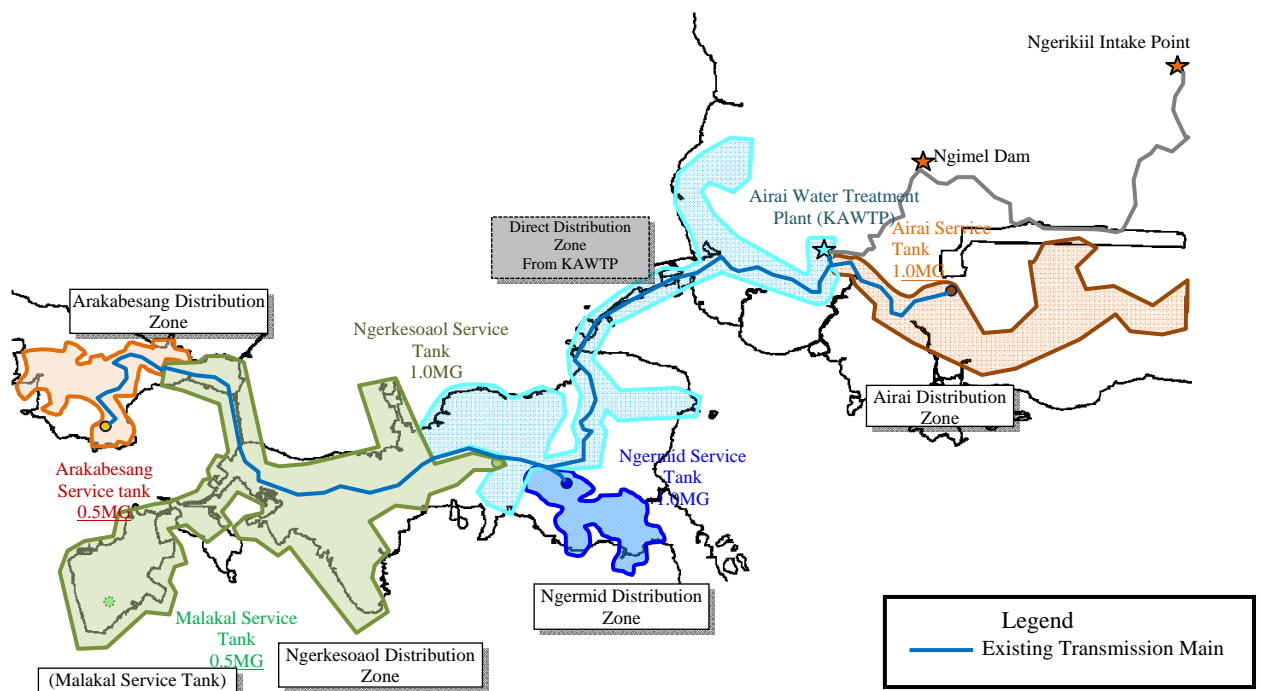 Ngerikiil Intake Point
Ngimel Dam
Airai Water Treatment
Plant (KAWTP)
Airai Service
Tank
1.0MG
Direct Distribution
Zone
From KAWTP
Arakabesang Distribution
Zone
Ngerkesoaol Service
Tank
1.0MG
Airai Distribution
Zone
Ngermid Service
Tank
1.0MG
Arakabesang
Service tank
0.5MG
Ngermid Distribution
Zone
Malakal Service
Tank
0.5MG
Ngerkesoaol Distribution
Zone
(Malakal Service Tank)
Legend
Existing Transmission Main